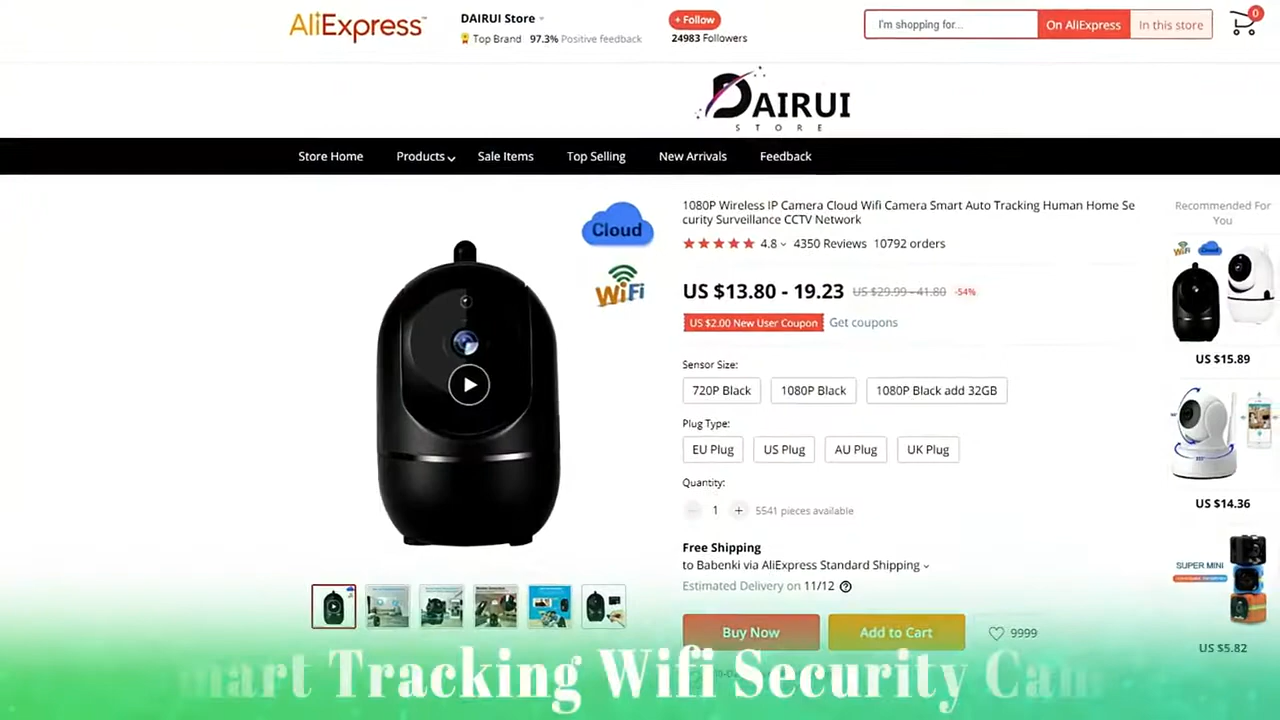 AliExpress™
DAIRUI Store
Top Brand 97.3% Positive feedback
+ Follow
24983 Followers
I'm shopping for...
On AliExpress
In this store
0
DAIRUI
STORE
Store Home
Products
Sale Items
Top Selling
New Arrivals
Feedback
Cloud
WiFi
1080P Wireless IP Camera Cloud Wifi Camera Smart Auto Tracking Human Home Se
curity Surveillance CCTV Network
4.8 4350 Reviews 10792 orders
US $13.80 - 19.23 US $29.99 - 41.80 -54%
US $2.00 New User Coupon Get coupons
Sensor Size:
720P Black 1080P Black 1080P Black add 32GB
Plug Type:
EU Plug US Plug AU Plug UK Plug
Quantity:
1 5541 pieces available
Free Shipping
to Babenki via AliExpress Standard Shipping
Estimated Delivery on 11/12
Buy Now Add to Cart 9999
Recommended For
You
WiFi Cloud
US $15.89
US $14.36
SUPER MINI
US $5.82
mart Tracking Wifi Security Cam